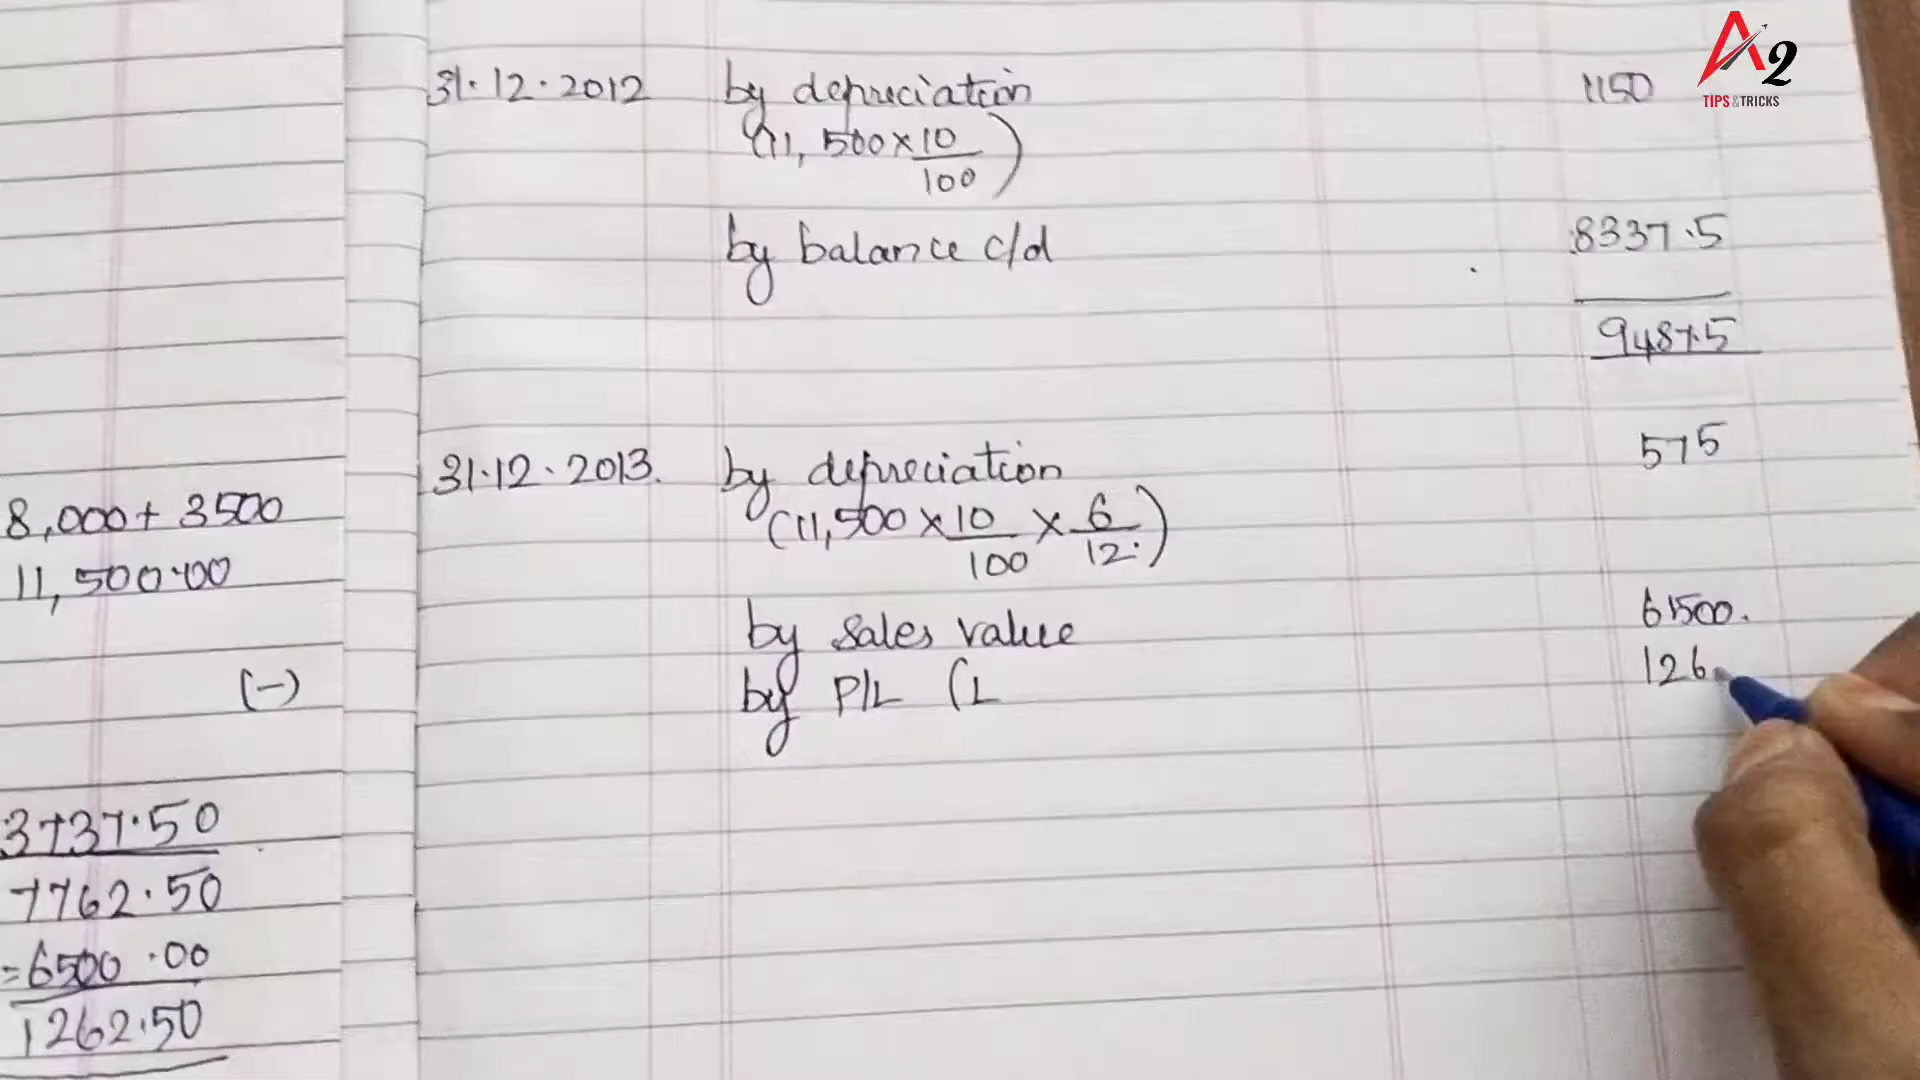 A2
TIPS & TRICKS
31.12.2012 by depreciation 1150
(11,500 × 10/100)
by balance c/d 8337.5
9487.5
31.12.2013. by depreciation 575
(11,500 × 10/100 × 6/12.)
by sales value 6500.
by P/L (L 126
8,000 + 3500
11,500.00
(-)
3737.50
7762.50
=6500.00
1262.50